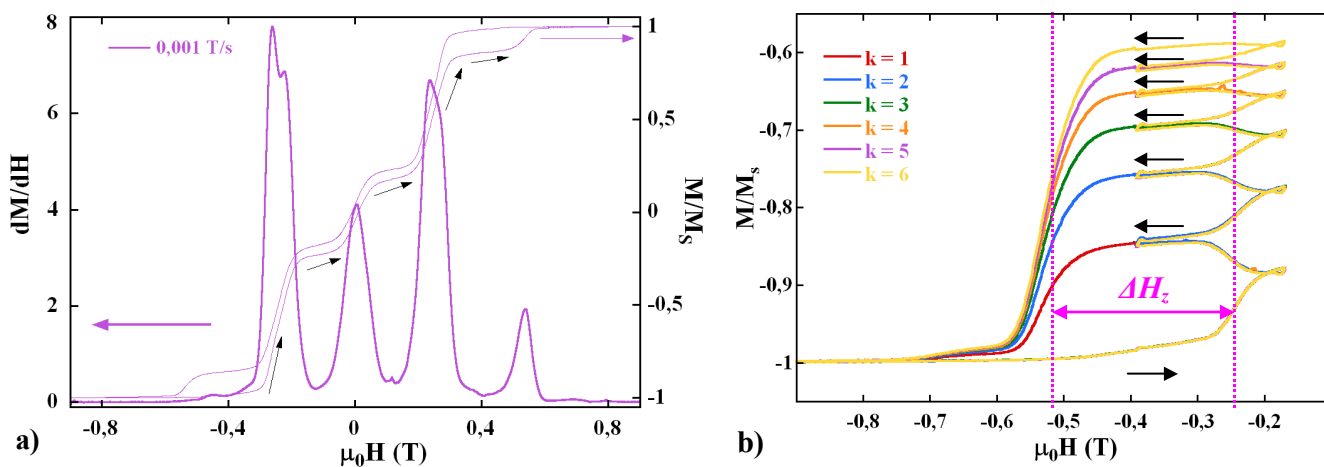 8
6
4
2
0
dM/dH
0,001 T/s
1
0,5
0
-0,5
-1
M/M_S
-0,8 -0,4 0 0,4 0,8
μ₀H (T)
a)
-0,6
-0,7
-0,8
-0,9
-1
M/Mₛ
k = 1
k = 2
k = 3
k = 4
k = 5
k = 6
ΔH_z
-0,8 -0,7 -0,6 -0,5 -0,4 -0,3 -0,2
μ₀H (T)
b)